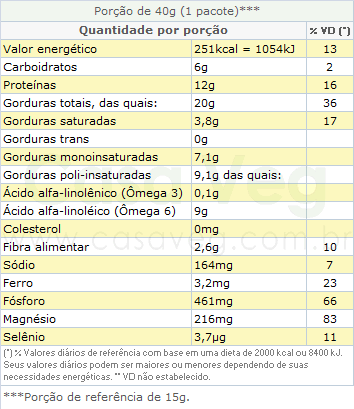 Porção de 40g (1 pacote)***
Quantidade por porção % VD (*)
Valor energético 251kcal = 1054kJ 13
Carboidratos 6g 2
Proteínas 12g 16
Gorduras totais, das quais: 20g 36
Gorduras saturadas 3,8g 17
Gorduras trans 0g
Gorduras monoinsaturadas 7,1g
Gorduras poli-insaturadas 9,1g das quais:
Ácido alfa-linolênico (Ômega 3) 0,1g
Ácido alfa-linoléico (Ômega 6) 9g
Colesterol 0mg
Fibra alimentar 2,6g 10
Sódio 164mg 7
Ferro 3,2mg 23
Fósforo 461mg 66
Magnésio 216mg 83
Selênio 3,7μg 11
(*) % Valores diários de referência com base em uma dieta de 2000 kcal ou 8400 kJ.
Seus valores diários podem ser maiores ou menores dependendo de suas
necessidades energéticas. ** VD não estabelecido.
***Porção de referência de 15g.
www.casaveg.com.br